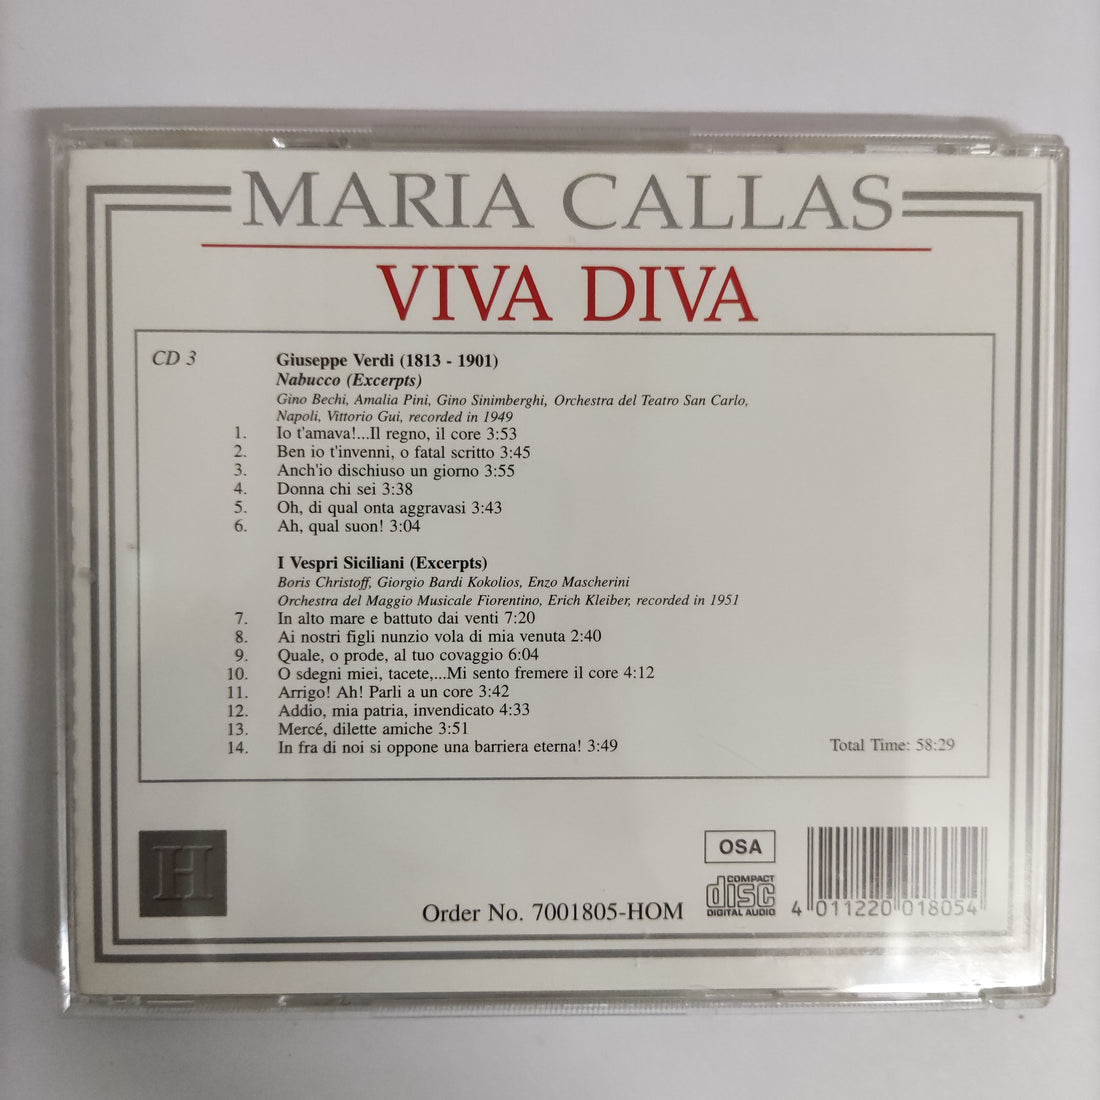 MARIA CALLAS
VIVA DIVA
CD 3
Giuseppe Verdi (1813 - 1901)
Nabucco (Excerpts)
Gino Bechi, Amalia Pini, Gino Sinimberghi, Orchestra del Teatro San Carlo,
Napoli, Vittorio Gui, recorded in 1949
1. Io t'amava!...Il regno, il core 3:53
2. Ben io t'invenni, o fatal scritto 3:45
3. Anch'io dischiuso un giorno 3:55
4. Donna chi sei 3:38
5. Oh, di qual onta aggravasi 3:43
6. Ah, qual suon! 3:04
I Vespri Siciliani (Excerpts)
Boris Christoff, Giorgio Bardi Kokolios, Enzo Mascherini
Orchestra del Maggio Musicale Fiorentino, Erich Kleiber, recorded in 1951
7. In alto mare e battuto dai venti 7:20
8. Ai nostri figli nunzio vola di mia venuta 2:40
9. Quale, o prode, al tuo covaggio 6:04
10. O sdegni miei, tacete,...Mi sento fremere il core 4:12
11. Arrigo! Ah! Parli a un core 3:42
12. Addio, mia patria, invendicato 4:33
13. Mercé, dilette amiche 3:51
14. In fra di noi si oppone una barriera eterna! 3:49
Total Time: 58:29
H
OSA
COMPACT
disc
DIGITAL AUDIO
Order No. 7001805-HOM
4 011220 018054